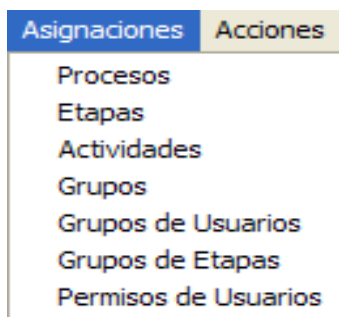 Asignaciones Acciones
Procesos
Etapas
Actividades
Grupos
Grupos de Usuarios
Grupos de Etapas
Permisos de Usuarios